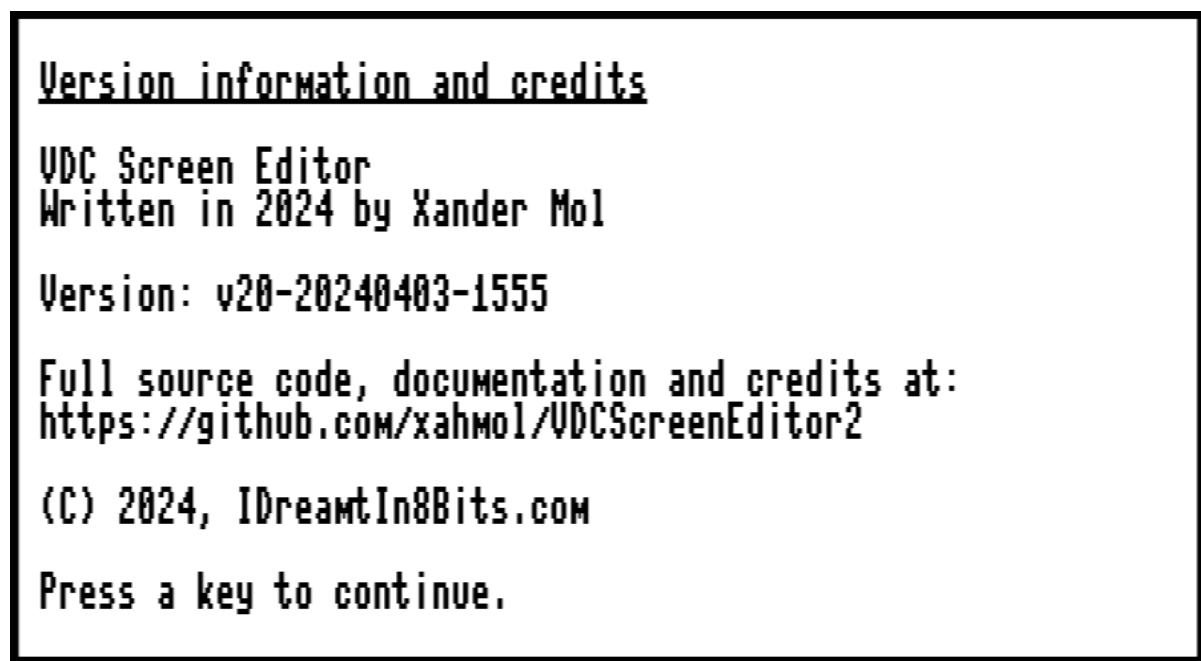 Version information and credits
VDC Screen Editor
Written in 2024 by Xander Mol
Version: v20-20240403-1555
Full source code, documentation and credits at:
https://github.com/xahmol/VDCScreenEditor2
(C) 2024, IDreamtIn8Bits.com
Press a key to continue.